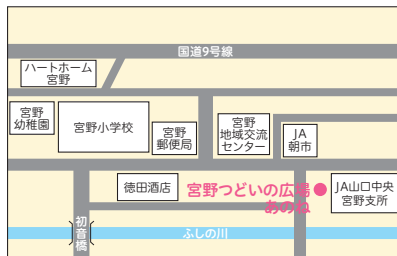 国道9号線
ハートホーム
宮野
宮野
幼稚園
宮野小学校
宮野
郵便局
宮野
地域交流
センター
JA
朝市
徳田酒店
宮野つどいの広場
あのね
JA山口中央
宮野支所
初音橋
ふしの川